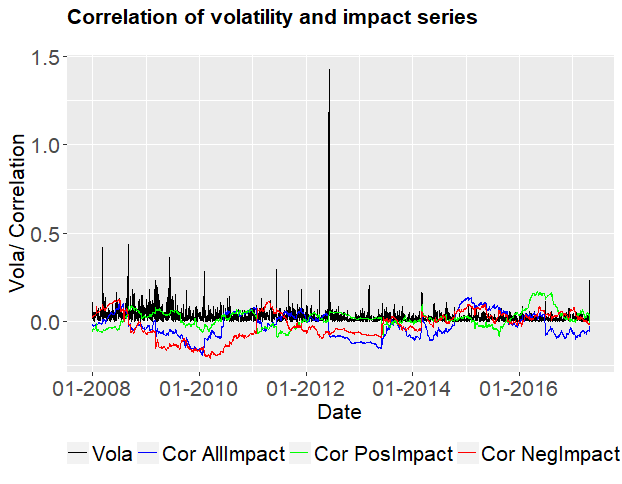 Correlation of volatility and impact series
1.5
1.0
0.5
0.0
Vola/ Correlation
01-2008 01-2010 01-2012 01-2014 01-2016
Date
Vola Cor AllImpact Cor PosImpact Cor NegImpact